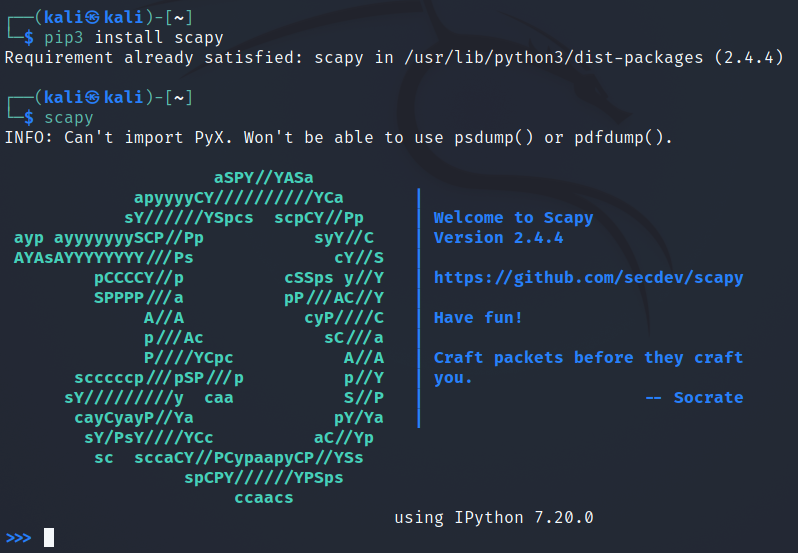 ┌──(kali㉿kali)-[~]
└─$ pip3 install scapy
Requirement already satisfied: scapy in /usr/lib/python3/dist-packages (2.4.4)
┌──(kali㉿kali)-[~]
└─$ scapy
INFO: Can't import PyX. Won't be able to use psdump() or pdfdump().
                     aSPY//YASa
             apyyyyCY//////////YCa       |
            sY//////YSpcs  scpCY//Pp     | Welcome to Scapy
 ayp ayyyyyyySCP//Pp           syY//C    | Version 2.4.4
 AYAsAYYYYYYYY///Ps              cY//S   |
         pCCCCY//p          cSSps y//Y   | https://github.com/secdev/scapy
         SPPPP///a          pP///AC//Y   |
              A//A            cyP////C   | Have fun!
              p///Ac            sC///a   |
              P////YCpc           A//A   | Craft packets before they craft
       scccccp///pSP///p          p//Y   | you.
      sY/////////y  caa           S//P   |                      -- Socrate
       cayCyayP//Ya              pY/Ya   |
        sY/PsY////YCc          aC//Yp
         sc  sccaCY//PCypaapyCP//YSs
                  spCPY//////YPSps
                       ccaacs
                                       using IPython 7.20.0
>>>